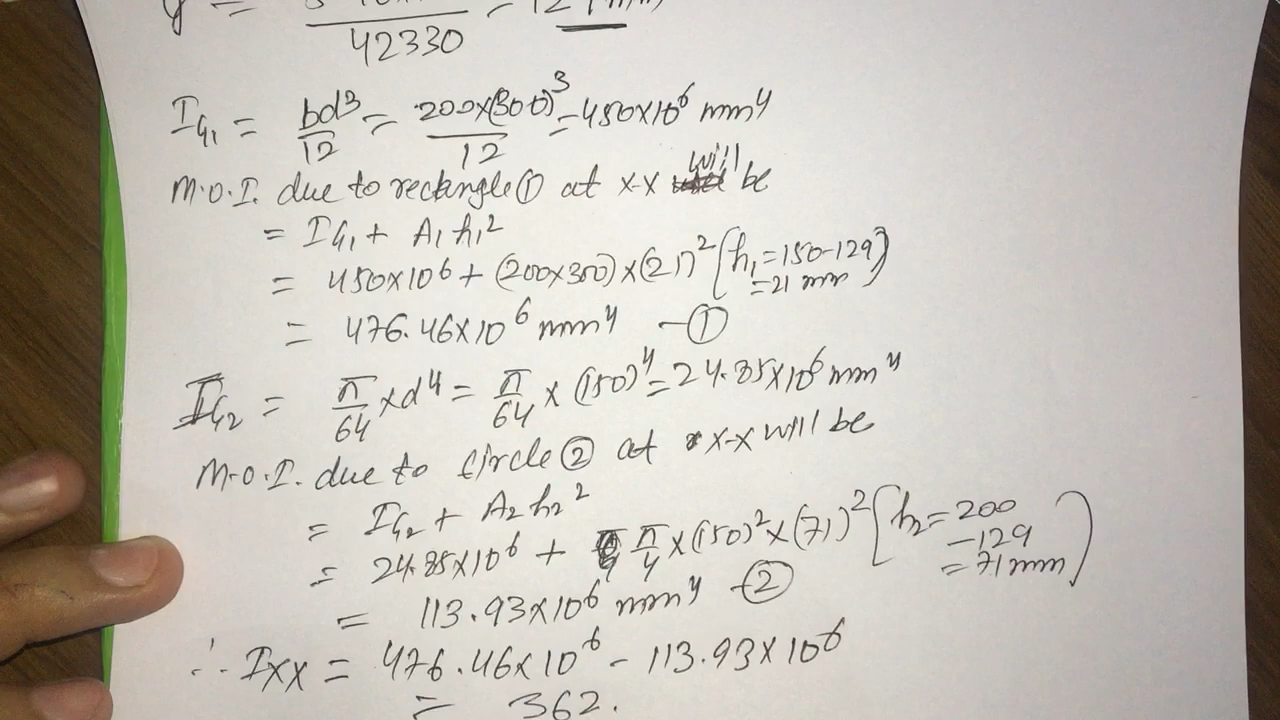 42330
I_G₁ = bd³/12 = 200×(300)³/12 = 450×10⁶ mm⁴
M.O.I. due to rectangle ① at x-x will be
= I_G₁ + A₁h₁²
= 450×10⁶ + (200×300)×(21)² [h₁ = 150-129
= 21 mm]
= 476.46×10⁶ mm⁴ - ①
I_G₂ = π/64 × d⁴ = π/64 × (150)⁴ = 24.85×10⁶ mm⁴
M.O.I. due to circle ② at x-x will be
= I_G₂ + A₂h₂²
= 24.85×10⁶ + π/4 × (150)² × (71)² [h₂ = 200
-129
= 71 mm]
= 113.93×10⁶ mm⁴ - ②
∴ I_XX = 476.46×10⁶ - 113.93×10⁶
= 362.